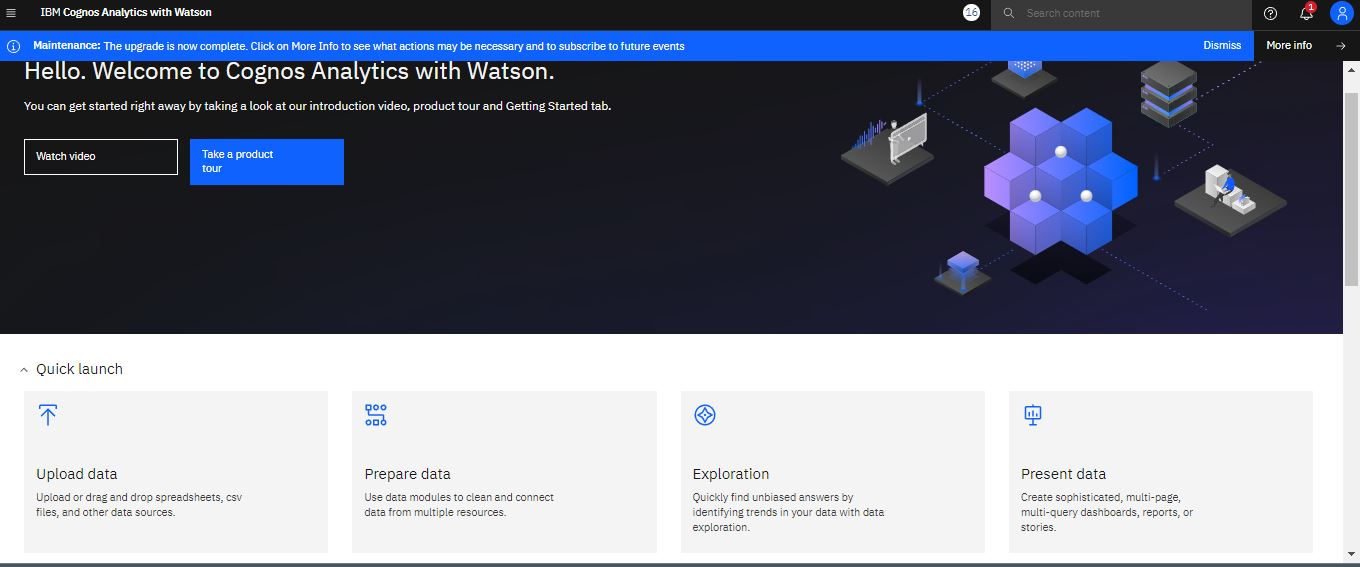 IBM Cognos Analytics with Watson
16
Search content
1
Maintenance: The upgrade is now complete. Click on More Info to see what actions may be necessary and to subscribe to future events
Dismiss
More info
Hello. Welcome to Cognos Analytics with Watson.
You can get started right away by taking a look at our introduction video, product tour and Getting Started tab.
Watch video
Take a product
tour
Quick launch
Upload data
Upload or drag and drop spreadsheets, csv
files, and other data sources.
Prepare data
Use data modules to clean and connect
data from multiple resources.
Exploration
Quickly find unbiased answers by
identifying trends in your data with data
exploration.
Present data
Create sophisticated, multi-page,
multi-query dashboards, reports, or
stories.